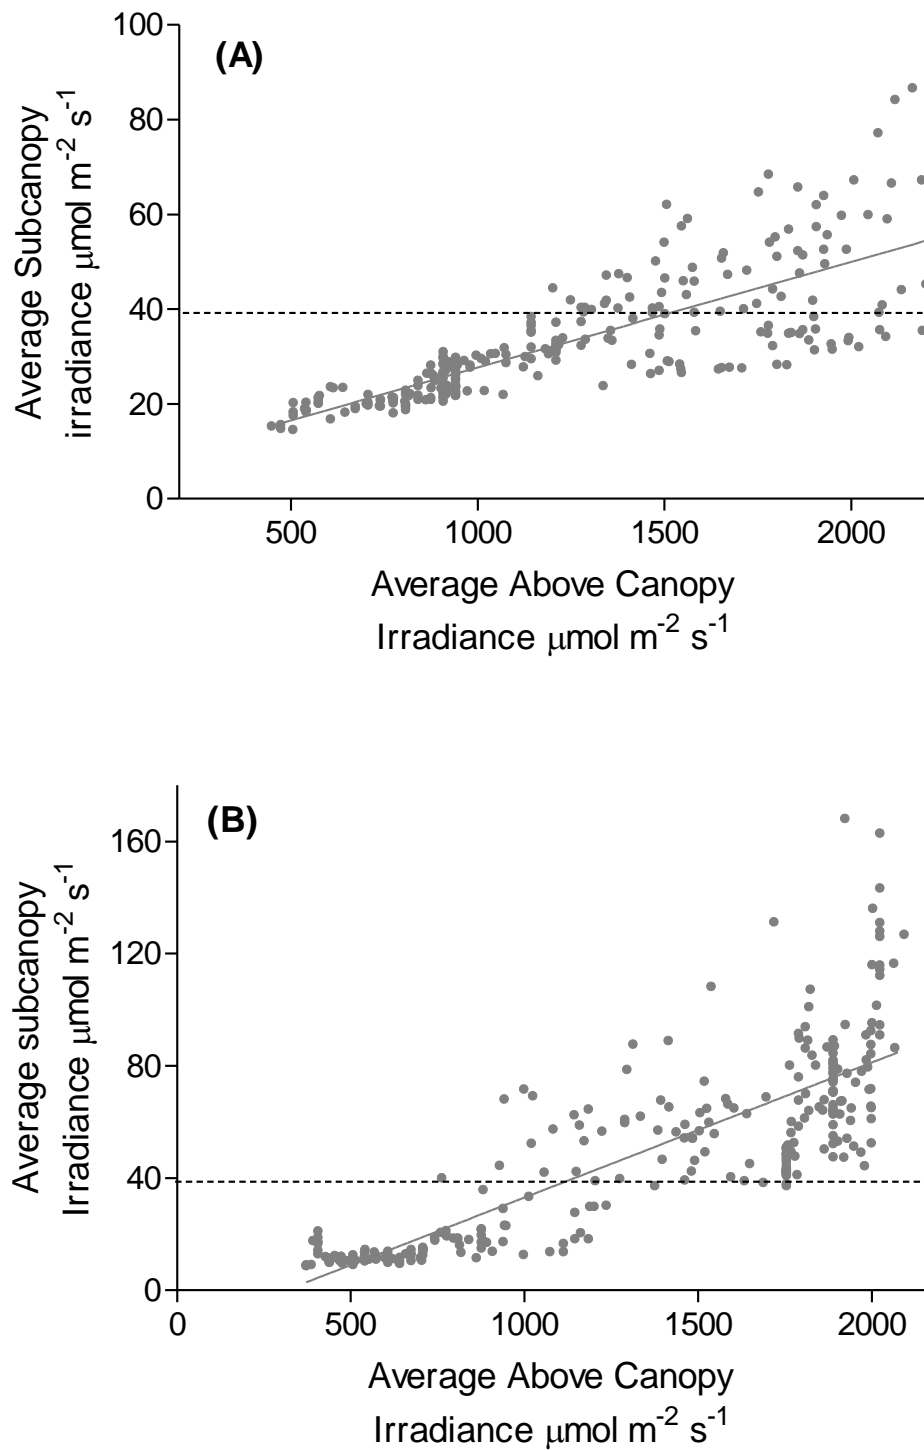 (A)
100
80
60
40
20
0
Average Subcanopy
irradiance μmol m-2 s-1
500 1000 1500 2000
Average Above Canopy
Irradiance μmol m-2 s-1
(B)
160
120
80
40
0
Average subcanopy
Irradiance μmol m-2 s-1
0 500 1000 1500 2000
Average Above Canopy
Irradiance μmol m-2 s-1